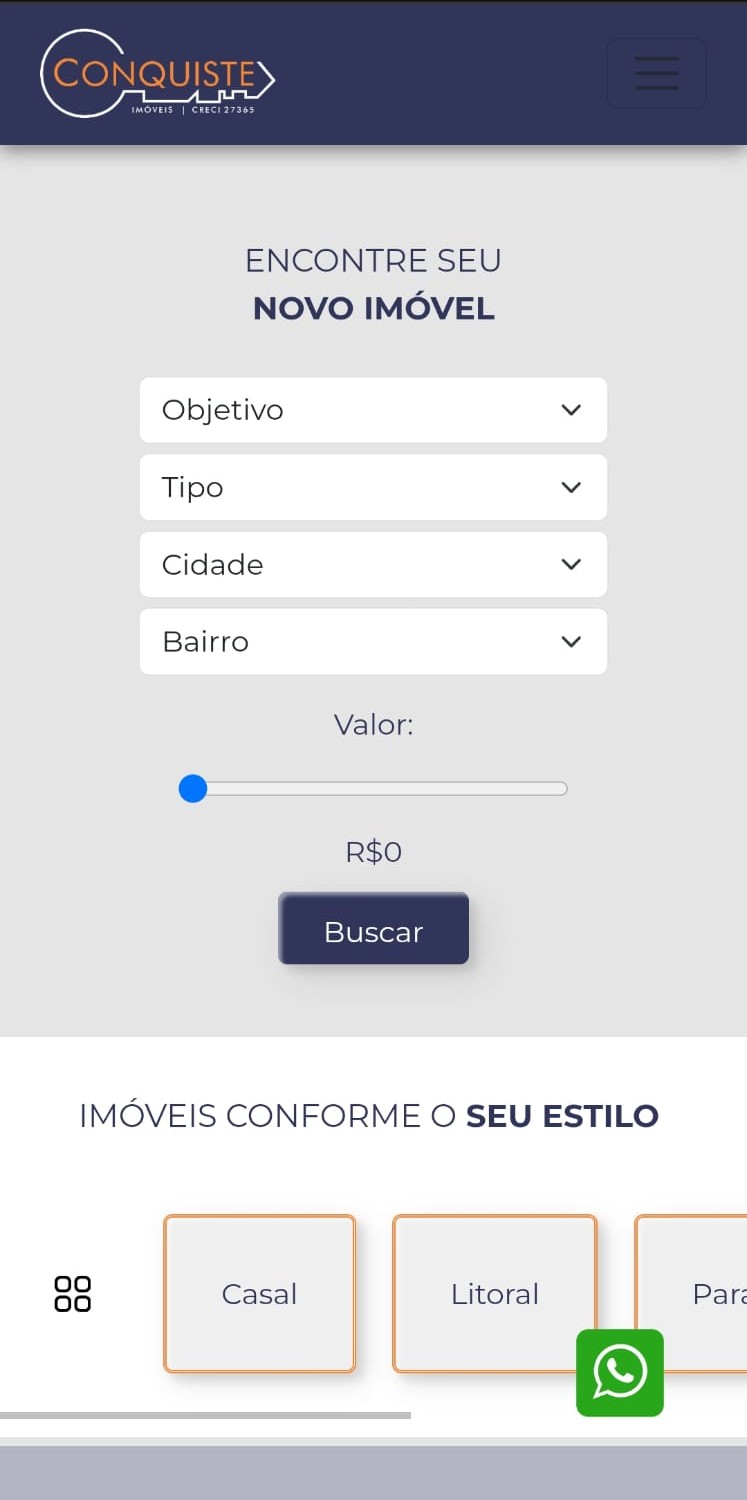 CONQUISTE
IMÓVEIS | CRECI 27365
ENCONTRE SEU
NOVO IMÓVEL
Objetivo
Tipo
Cidade
Bairro
Valor:
R$0
Buscar
IMÓVEIS CONFORME O SEU ESTILO
Casal
Litoral
Para